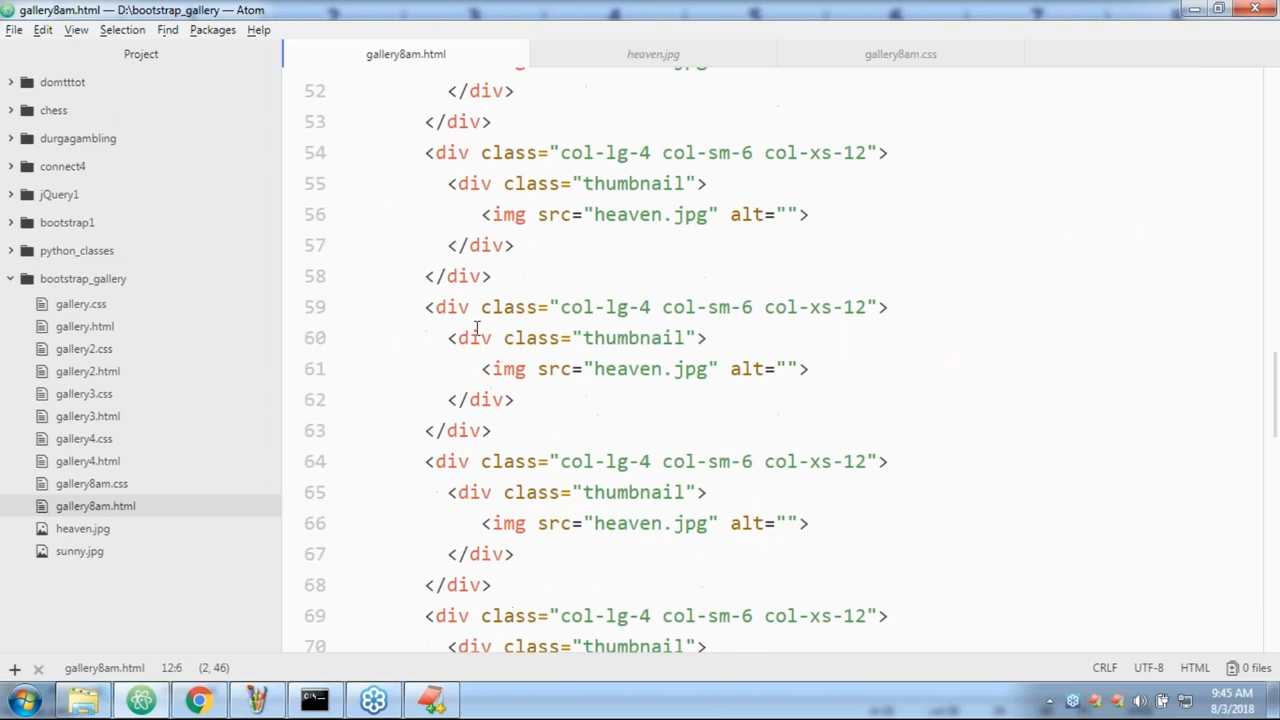 gallery8am.html — D:\bootstrap_gallery — Atom
File Edit View Selection Find Packages Help
Project
gallery8am.html heaven.jpg gallery8am.css
domtttot
chess
durgagambling
connect4
jQuery1
bootstrap1
python_classes
bootstrap_gallery
gallery.css
gallery.html
gallery2.css
gallery2.html
gallery3.css
gallery3.html
gallery4.css
gallery4.html
gallery8am.css
gallery8am.html
heaven.jpg
sunny.jpg
52 </div>
53 </div>
54 <div class="col-lg-4 col-sm-6 col-xs-12">
55 <div class="thumbnail">
56 <img src="heaven.jpg" alt="">
57 </div>
58 </div>
59 <div class="col-lg-4 col-sm-6 col-xs-12">
60 <div class="thumbnail">
61 <img src="heaven.jpg" alt="">
62 </div>
63 </div>
64 <div class="col-lg-4 col-sm-6 col-xs-12">
65 <div class="thumbnail">
66 <img src="heaven.jpg" alt="">
67 </div>
68 </div>
69 <div class="col-lg-4 col-sm-6 col-xs-12">
70 <div class="thumbnail">
gallery8am.html 12:6 (2, 46) CRLF UTF-8 HTML 0 files
9:45 AM
8/3/2018